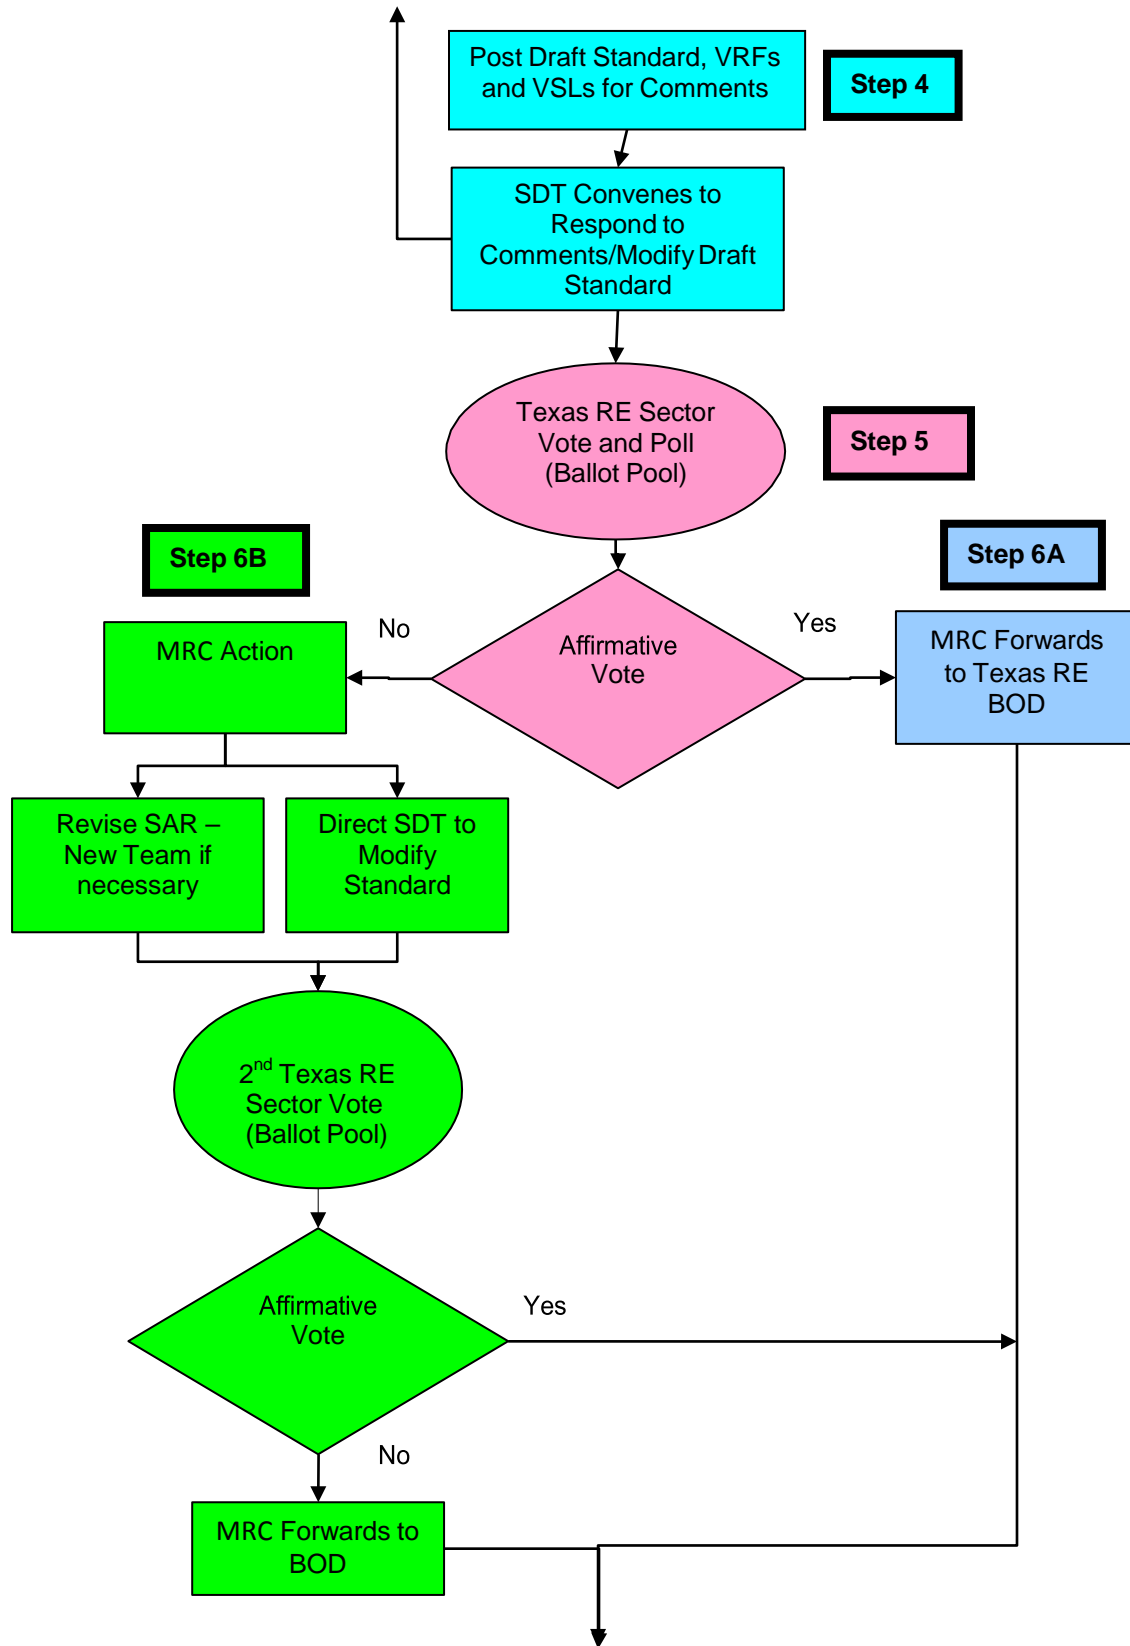 Post Draft Standard, VRFs
and VSLs for Comments
Step 4
SDT Convenes to
Respond to
Comments/Modify Draft
Standard
Texas RE Sector
Vote and Poll
(Ballot Pool)
Step 5
Step 6B
Step 6A
MRC Action
No
Affirmative
Vote
Yes
MRC Forwards
to Texas RE
BOD
Revise SAR –
New Team if
necessary
Direct SDT to
Modify
Standard
2nd Texas RE
Sector Vote
(Ballot Pool)
Affirmative
Vote
Yes
No
MRC Forwards to
BOD